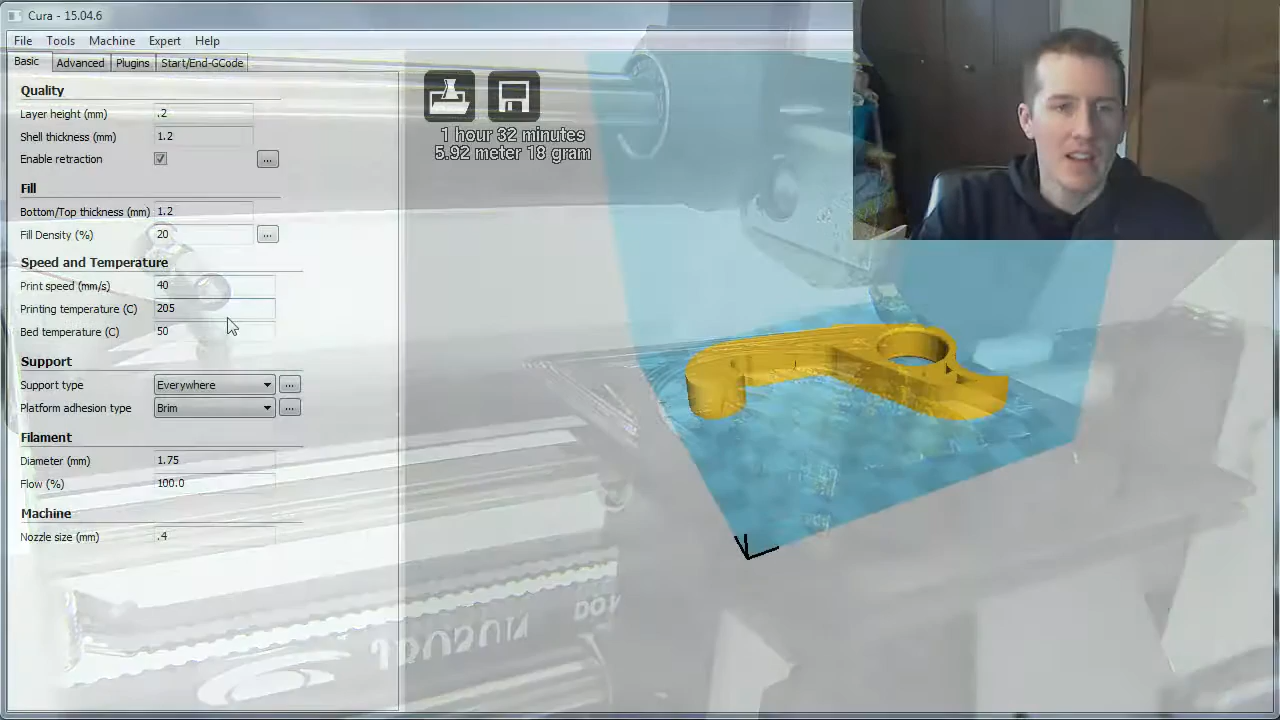 Cura - 15.04.6
File Tools Machine Expert Help
Basic Advanced Plugins Start/End-GCode
Quality
Layer height (mm) .2
Shell thickness (mm) 1.2
Enable retraction ...
Fill
Bottom/Top thickness (mm) 1.2
Fill Density (%) 20 ...
Speed and Temperature
Print speed (mm/s) 40
Printing temperature (C) 205
Bed temperature (C) 50
Support
Support type Everywhere ...
Platform adhesion type Brim ...
Filament
Diameter (mm) 1.75
Flow (%) 100.0
Machine
Nozzle size (mm) .4
1 hour 32 minutes
5.92 meter 18 gram